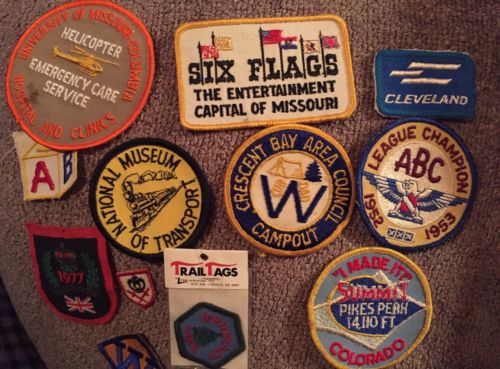 UNIVERSITY OF MISSOURI-COLUMBIA
HELICOPTER
EMERGENCY CARE
SERVICE
HOSPITAL AND CLINICS
SIX FLAGS
THE ENTERTAINMENT
CAPITAL OF MISSOURI
CLEVELAND
A
B
NATIONAL MUSEUM
OF TRANSPORT
CRESCENT BAY AREA COUNCIL
W
CAMPOUT
LEAGUE CHAMPION
ABC
1952 XXX 1953
1977
TRAILTAGS
"I MADE IT"
SUMMIT
PIKES PEAK
14,110 FT.
COLORADO